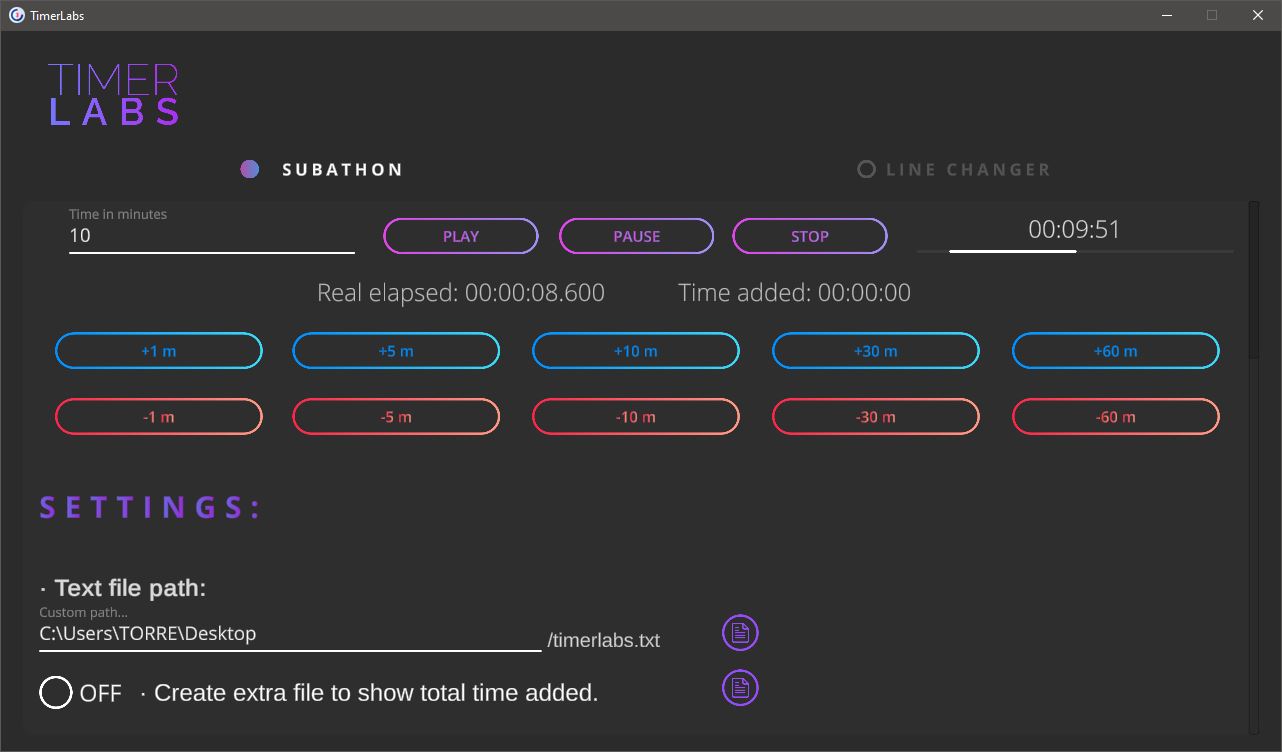 TimerLabs
TIMER
LABS
SUBATHON LINE CHANGER
Time in minutes
10 PLAY PAUSE STOP 00:09:51
Real elapsed: 00:00:08.600 Time added: 00:00:00
+1 m +5 m +10 m +30 m +60 m
-1 m -5 m -10 m -30 m -60 m
SETTINGS:
· Text file path:
Custom path...
C:\Users\TORRE\Desktop /timerlabs.txt
OFF · Create extra file to show total time added.